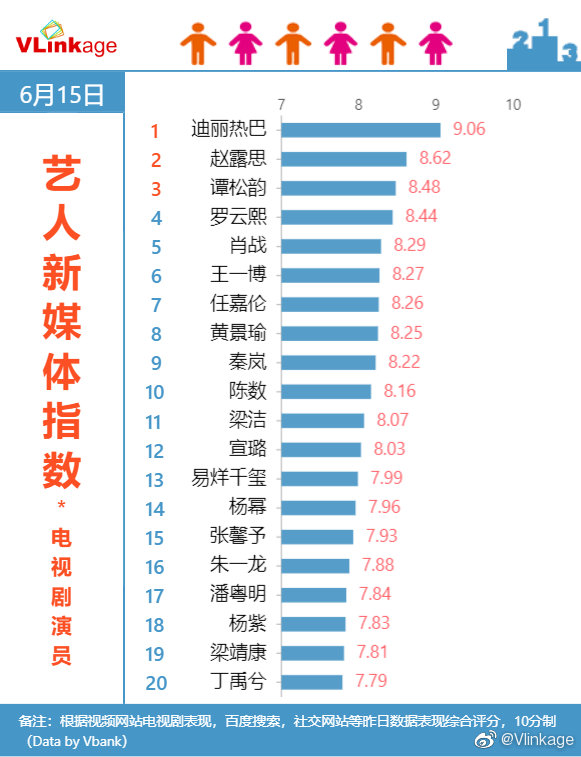 VLinkage
1
2
3
6月15日
艺人新媒体指数
*
电视剧演员
7 8 9 10
1 迪丽热巴 9.06
2 赵露思 8.62
3 谭松韵 8.48
4 罗云熙 8.44
5 肖战 8.29
6 王一博 8.27
7 任嘉伦 8.26
8 黄景瑜 8.25
9 秦岚 8.22
10 陈数 8.16
11 梁洁 8.07
12 宣璐 8.03
13 易烊千玺 7.99
14 杨幂 7.96
15 张馨予 7.93
16 朱一龙 7.88
17 潘粤明 7.84
18 杨紫 7.83
19 梁靖康 7.81
20 丁禹兮 7.79
备注：根据视频网站电视剧表现，百度搜索，社交网站等昨日数据表现综合评分，10分制
（Data by Vbank）
@Vlinkage